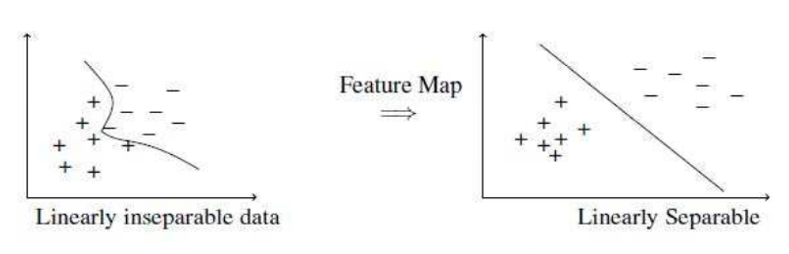 Feature Map
⟹
Linearly inseparable data
Linearly Separable